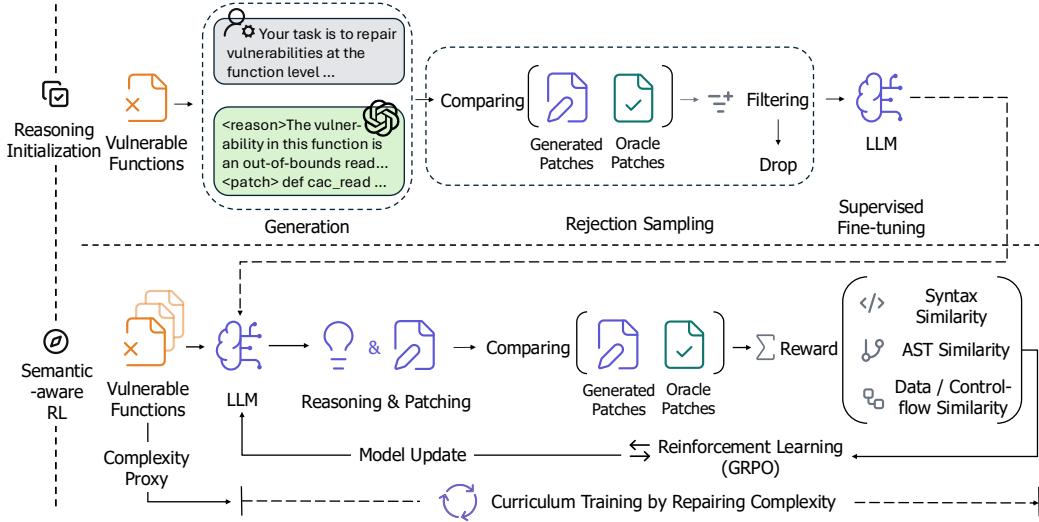 Reasoning
Initialization
Vulnerable
Functions
Your task is to repair
vulnerabilities at the
function level ...
<reason>The vulner-
ability in this function is
an out-of-bounds read...
<patch> def cac_read ...
Generation
Comparing
Generated
Patches
Oracle
Patches
Filtering
Drop
Rejection Sampling
LLM
Supervised
Fine-tuning
Semantic
-aware
RL
Vulnerable
Functions
LLM
&
Reasoning & Patching
Comparing
Generated
Patches
Oracle
Patches
∑ Reward
</> Syntax
Similarity
AST Similarity
Data / Control-
flow Similarity
Complexity
Proxy
Model Update
Reinforcement Learning
(GRPO)
Curriculum Training by Repairing Complexity